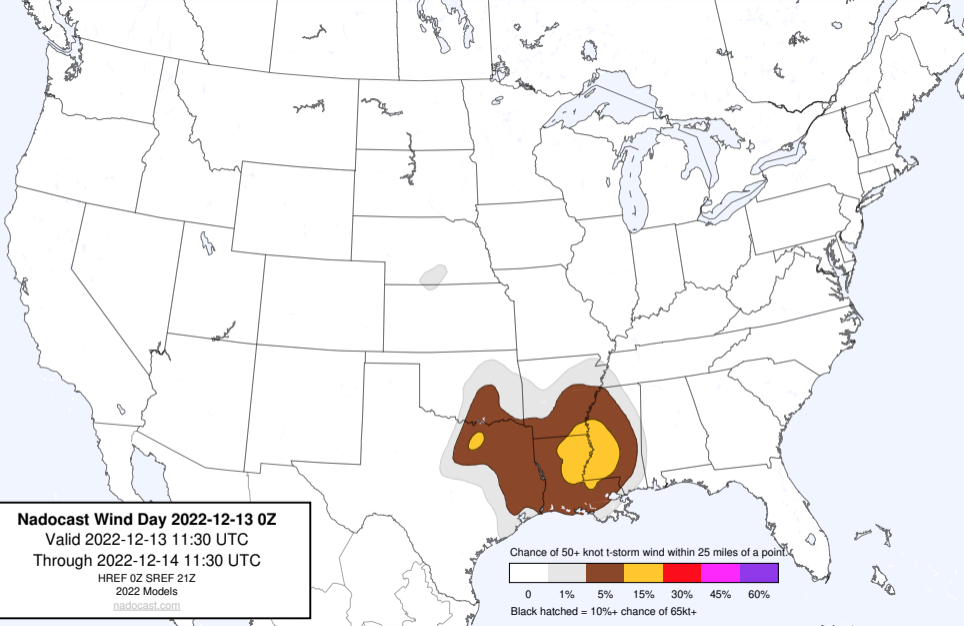 Nadocast Wind Day 2022-12-13 0Z
Valid 2022-12-13 11:30 UTC
Through 2022-12-14 11:30 UTC
HREF 0Z SREF 21Z
2022 Models
nadocast.com
Chance of 50+ knot t-storm wind within 25 miles of a point.
0 1% 5% 15% 30% 45% 60%
Black hatched = 10%+ chance of 65kt+